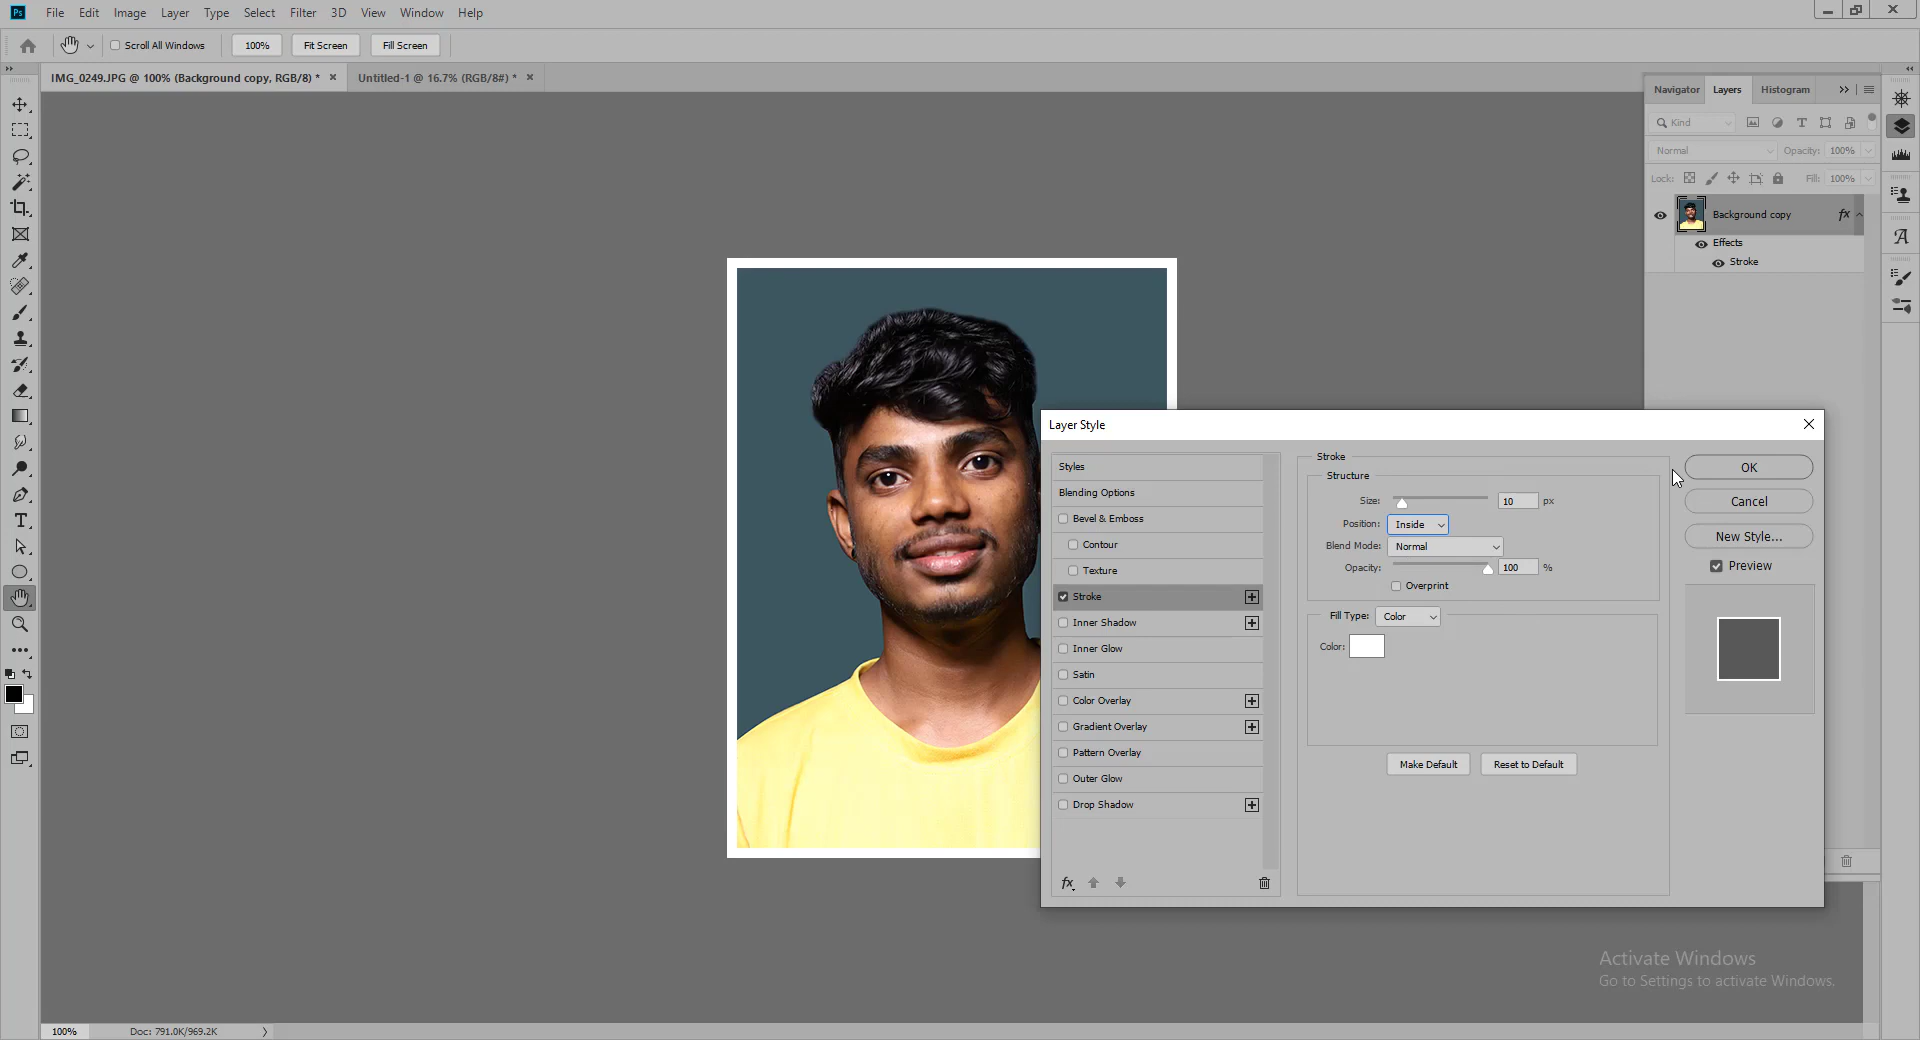 Ps File Edit Image Layer Type Select Filter 3D View Window Help
Scroll All Windows 100% Fit Screen Fill Screen
IMG_0249.JPG @ 100% (Background copy, RGB/8) * × Untitled-1 @ 16.7% (RGB/8#) * ×
Navigator Layers Histogram
Kind
Normal Opacity: 100%
Lock: Fill: 100%
Background copy fx
Effects
Stroke
Layer Style
Styles
Blending Options
Bevel & Emboss
Contour
Texture
Stroke
Inner Shadow
Inner Glow
Satin
Color Overlay
Gradient Overlay
Pattern Overlay
Outer Glow
Drop Shadow
fx
Stroke
Structure
Size: 10 px
Position: Inside
Blend Mode: Normal
Opacity: 100 %
Overprint
Fill Type: Color
Color:
Make Default Reset to Default
OK
Cancel
New Style...
Preview
Activate Windows
Go to Settings to activate Windows.
100% Doc: 791.0K/969.2K